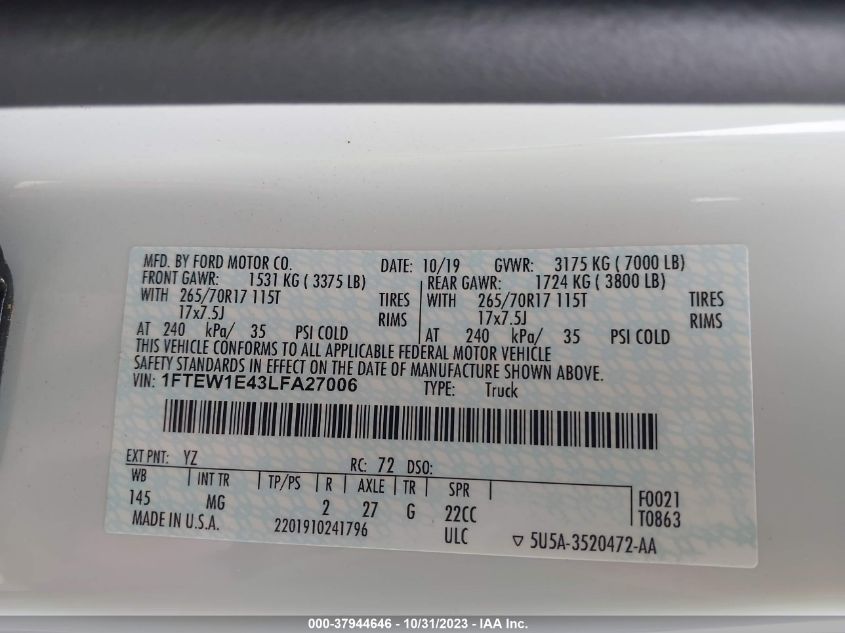 MFD. BY FORD MOTOR CO. DATE: 10/19 GVWR: 3175 KG ( 7000 LB)
FRONT GAWR: 1531 KG ( 3375 LB) REAR GAWR: 1724 KG ( 3800 LB)
WITH 265/70R17 115T TIRES WITH 265/70R17 115T TIRES
17x7.5J RIMS 17x7.5J RIMS
AT 240 kPa/ 35 PSI COLD AT 240 kPa/ 35 PSI COLD
THIS VEHICLE CONFORMS TO ALL APPLICABLE FEDERAL MOTOR VEHICLE
SAFETY STANDARDS IN EFFECT ON THE DATE OF MANUFACTURE SHOWN ABOVE.
VIN: 1FTEW1E43LFA27006 TYPE: Truck
EXT PNT: YZ RC: 72 DSO:
WB INT TR TP/PS R AXLE TR SPR F0021
145 MG 2 27 G 22CC T0863
MADE IN U.S.A. 2201910241796 ULC ▽ 5U5A-3520472-AA
000-37944646 - 10/31/2023 - IAA Inc.